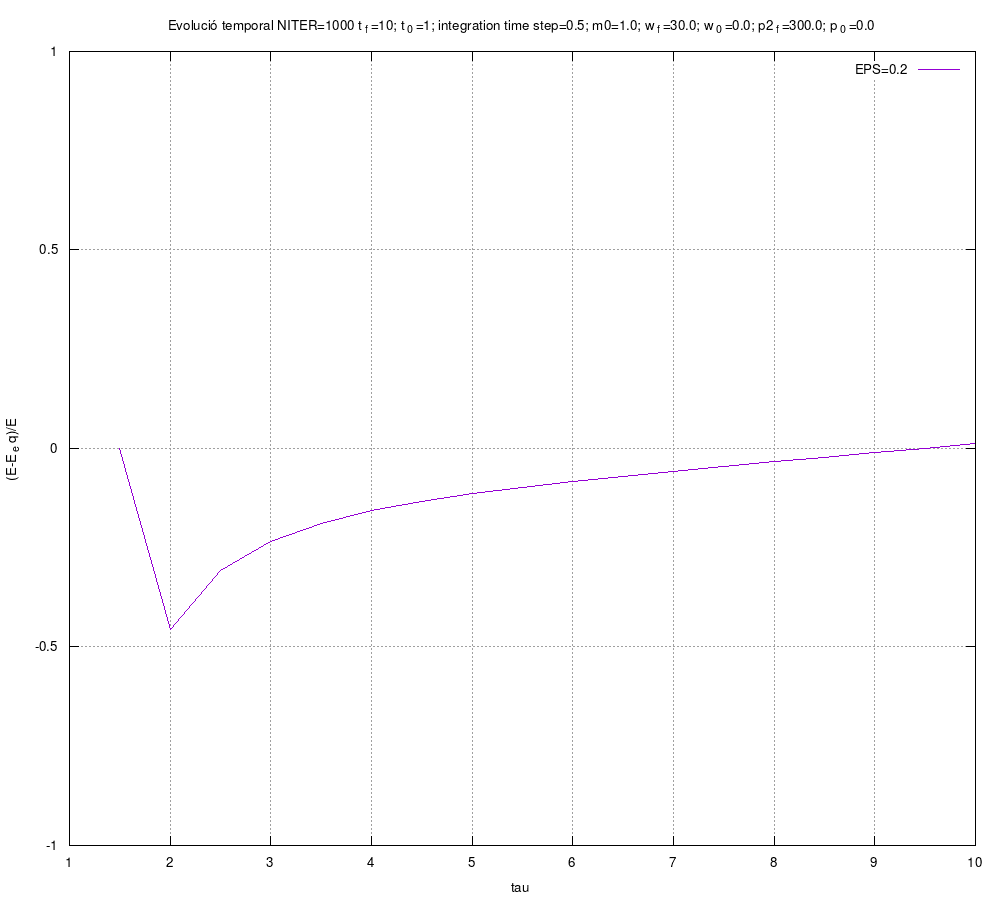 Evolució temporal NITER=1000 t f =10; t 0 =1; integration time step=0.5; m0=1.0; w f =30.0; w 0 =0.0; p2 f =300.0; p 0 =0.0
EPS=0.2
1
0.5
0
-0.5
-1
(E-E e q)/E
1 2 3 4 5 6 7 8 9 10
tau